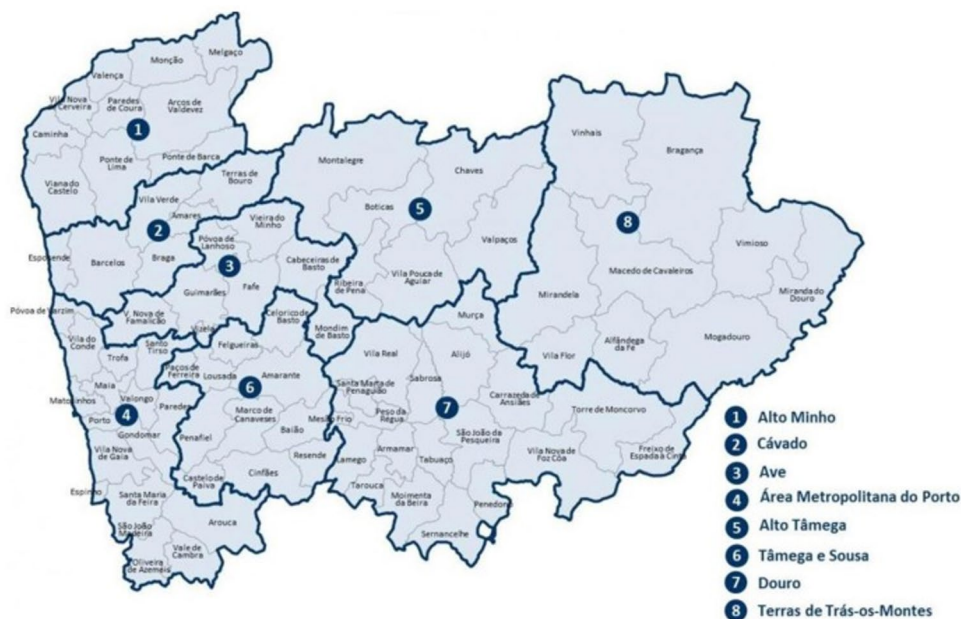 Melgaço
Monção
Valença
Vila Nova
Cerveira
Paredes
de Coura
Arcos de
Valdevez
Caminha
1
Ponte de
Lima
Ponte de Barca
Viana do
Castelo
Terras de
Bouro
Vila Verde
Amares
2
Vieira do
Minho
Póvoa de
Lanhoso
Esposende
Barcelos
Braga
3
Cabeceiras de
Basto
Guimarães
Fafe
V. Nova de
Famalicão
Vizela
Celorico de
Basto
Mondim de
Basto
Póvoa de Varzim
Vila do
Conde
Santo
Tirso
Trofa
Felgueiras
Paços de
Ferreira
Lousada
Amarante
6
Maia
Matosinhos
Valongo
4
Porto
Paredes
Gondomar
Marco de
Canaveses
Baião
Mesão Frio
Penafiel
Vila Nova
de Gaia
Resende
Cinfães
Castelo de
Paiva
Espinho
Santa Maria
da Feira
Arouca
São João
Madeira
Vale de
Cambra
Oliveira
de Azeméis
Montalegre
Chaves
Boticas
5
Valpaços
Vila Pouca de
Aguiar
Ribeira
de Pena
Vinhais
Bragança
8
Vimioso
Macedo de Cavaleiros
Miranda do
Douro
Mirandela
Mogadouro
Alfândega
da Fé
Vila Flor
Murça
Vila Real
Alijó
Sabrosa
Santa Marta de
Penaguião
Carrazeda de
Ansiães
7
Peso da
Régua
Torre de Moncorvo
São João da
Pesqueira
Armamar
Lamego
Tabuaço
Vila Nova de
Foz Côa
Freixo de
Espada à Cinta
Tarouca
Moimenta da
Beira
Penedono
Sernancelhe
1 Alto Minho
2 Cávado
3 Ave
4 Área Metropolitana do Porto
5 Alto Tâmega
6 Tâmega e Sousa
7 Douro
8 Terras de Trás-os-Montes